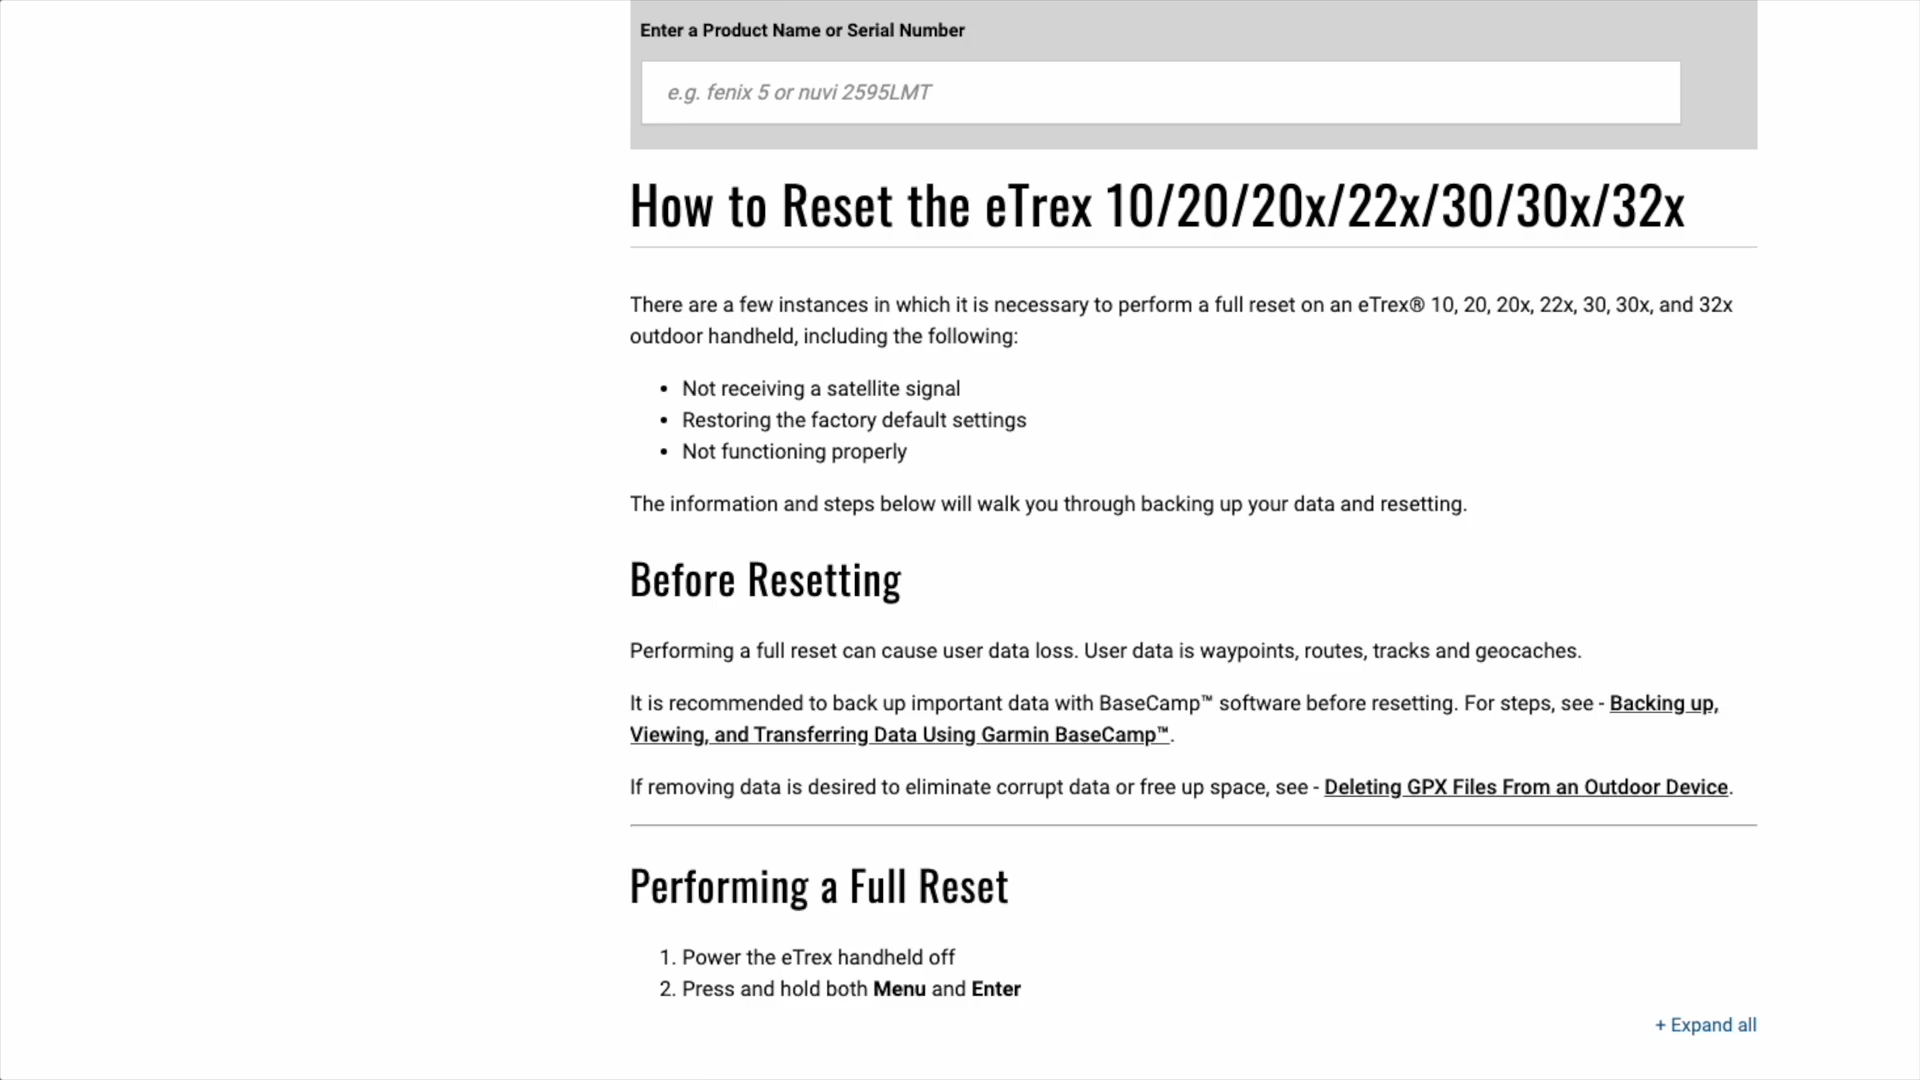 Enter a Product Name or Serial Number
e.g. fenix 5 or nuvi 2595LMT
How to Reset the eTrex 10/20/20x/22x/30/30x/32x
There are a few instances in which it is necessary to perform a full reset on an eTrex® 10, 20, 20x, 22x, 30, 30x, and 32x
outdoor handheld, including the following:
• Not receiving a satellite signal
• Restoring the factory default settings
• Not functioning properly
The information and steps below will walk you through backing up your data and resetting.
Before Resetting
Performing a full reset can cause user data loss. User data is waypoints, routes, tracks and geocaches.
It is recommended to back up important data with BaseCamp™ software before resetting. For steps, see - Backing up,
Viewing, and Transferring Data Using Garmin BaseCamp™.
If removing data is desired to eliminate corrupt data or free up space, see - Deleting GPX Files From an Outdoor Device.
Performing a Full Reset
1. Power the eTrex handheld off
2. Press and hold both Menu and Enter
+ Expand all